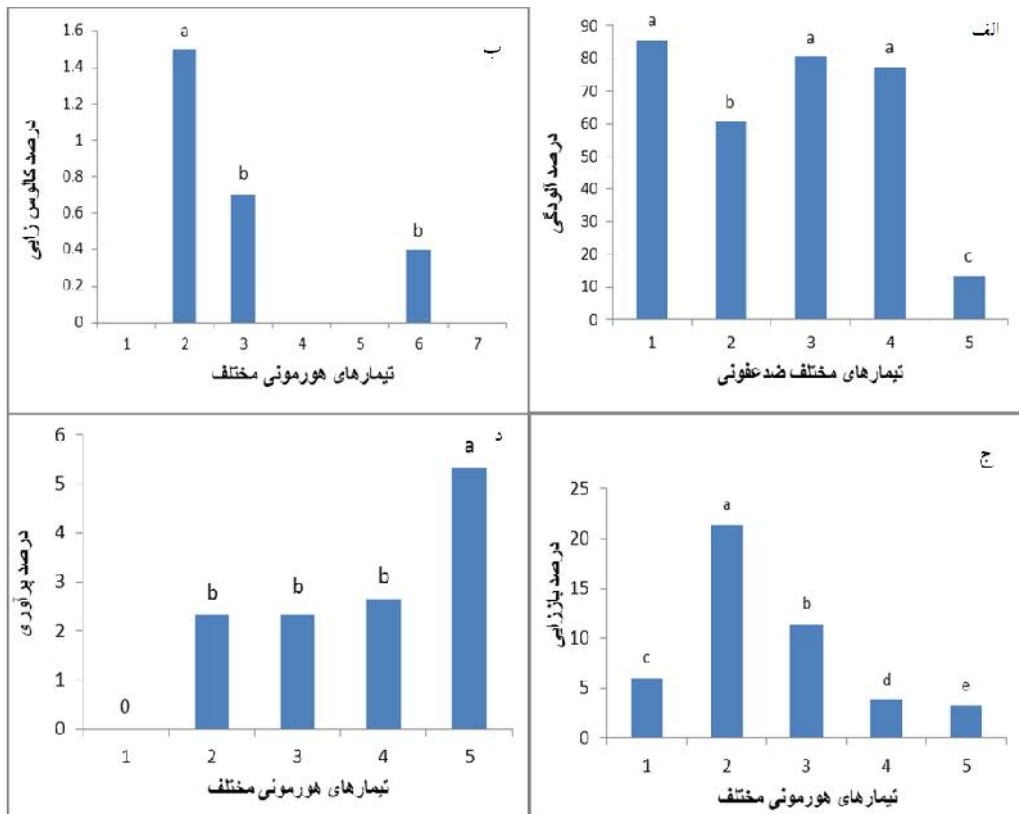 الف
درصد آلودگی
90
80
70
60
50
40
30
20
10
0
a
b
a
a
c
1 2 3 4 5
تیمارهای مختلف ضدعفونی
ب
درصد کالوس زایی
1.6
1.4
1.2
1
0.8
0.6
0.4
0.2
0
a
b
b
1 2 3 4 5 6 7
تیمارهای هورمونی مختلف
ج
درصد باززایی
25
20
15
10
5
0
c
a
b
d
e
1 2 3 4 5
تیمارهای هورمونی مختلف
د
درصد پرآوری
6
5
4
3
2
1
0
0
b
b
b
a
1 2 3 4 5
تیمارهای هورمونی مختلف